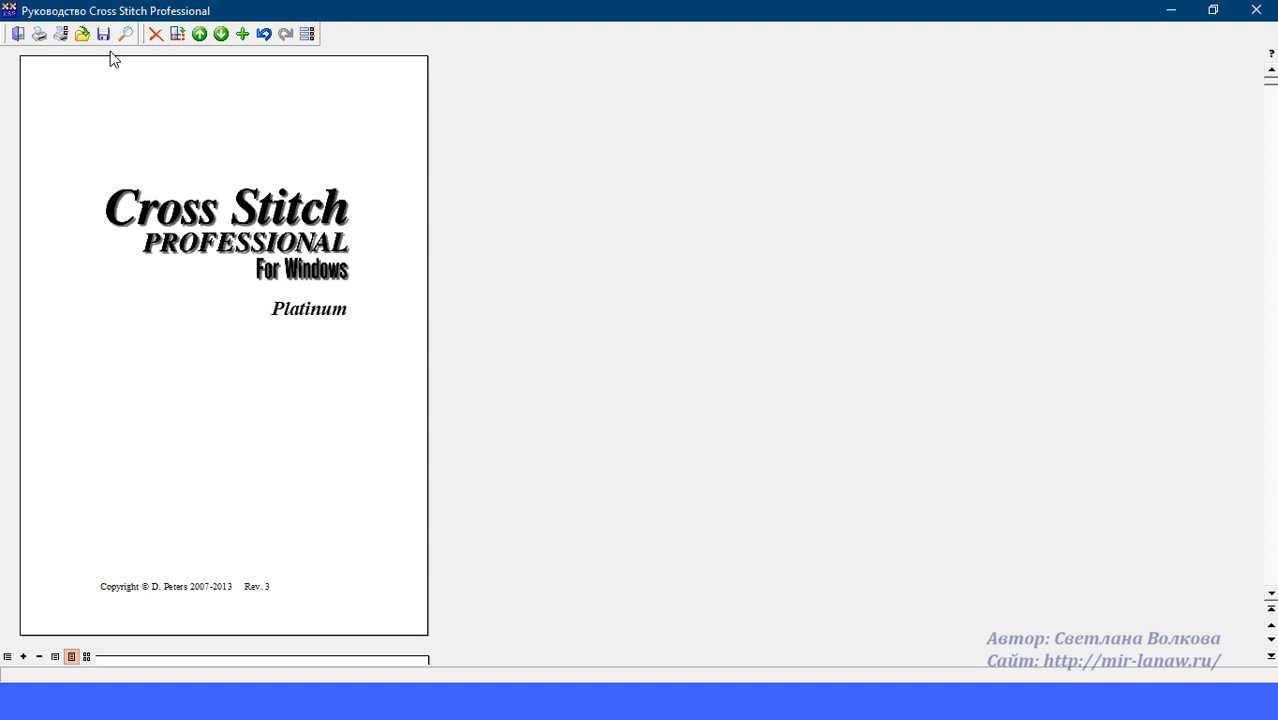 Руководство Cross Stitch Professional
?
Cross Stitch
PROFESSIONAL
For Windows
Platinum
Copyright © D. Peters 2007-2013 Rev. 3
Автор: Светлана Волкова
Сайт: http://mir-lanaw.ru/